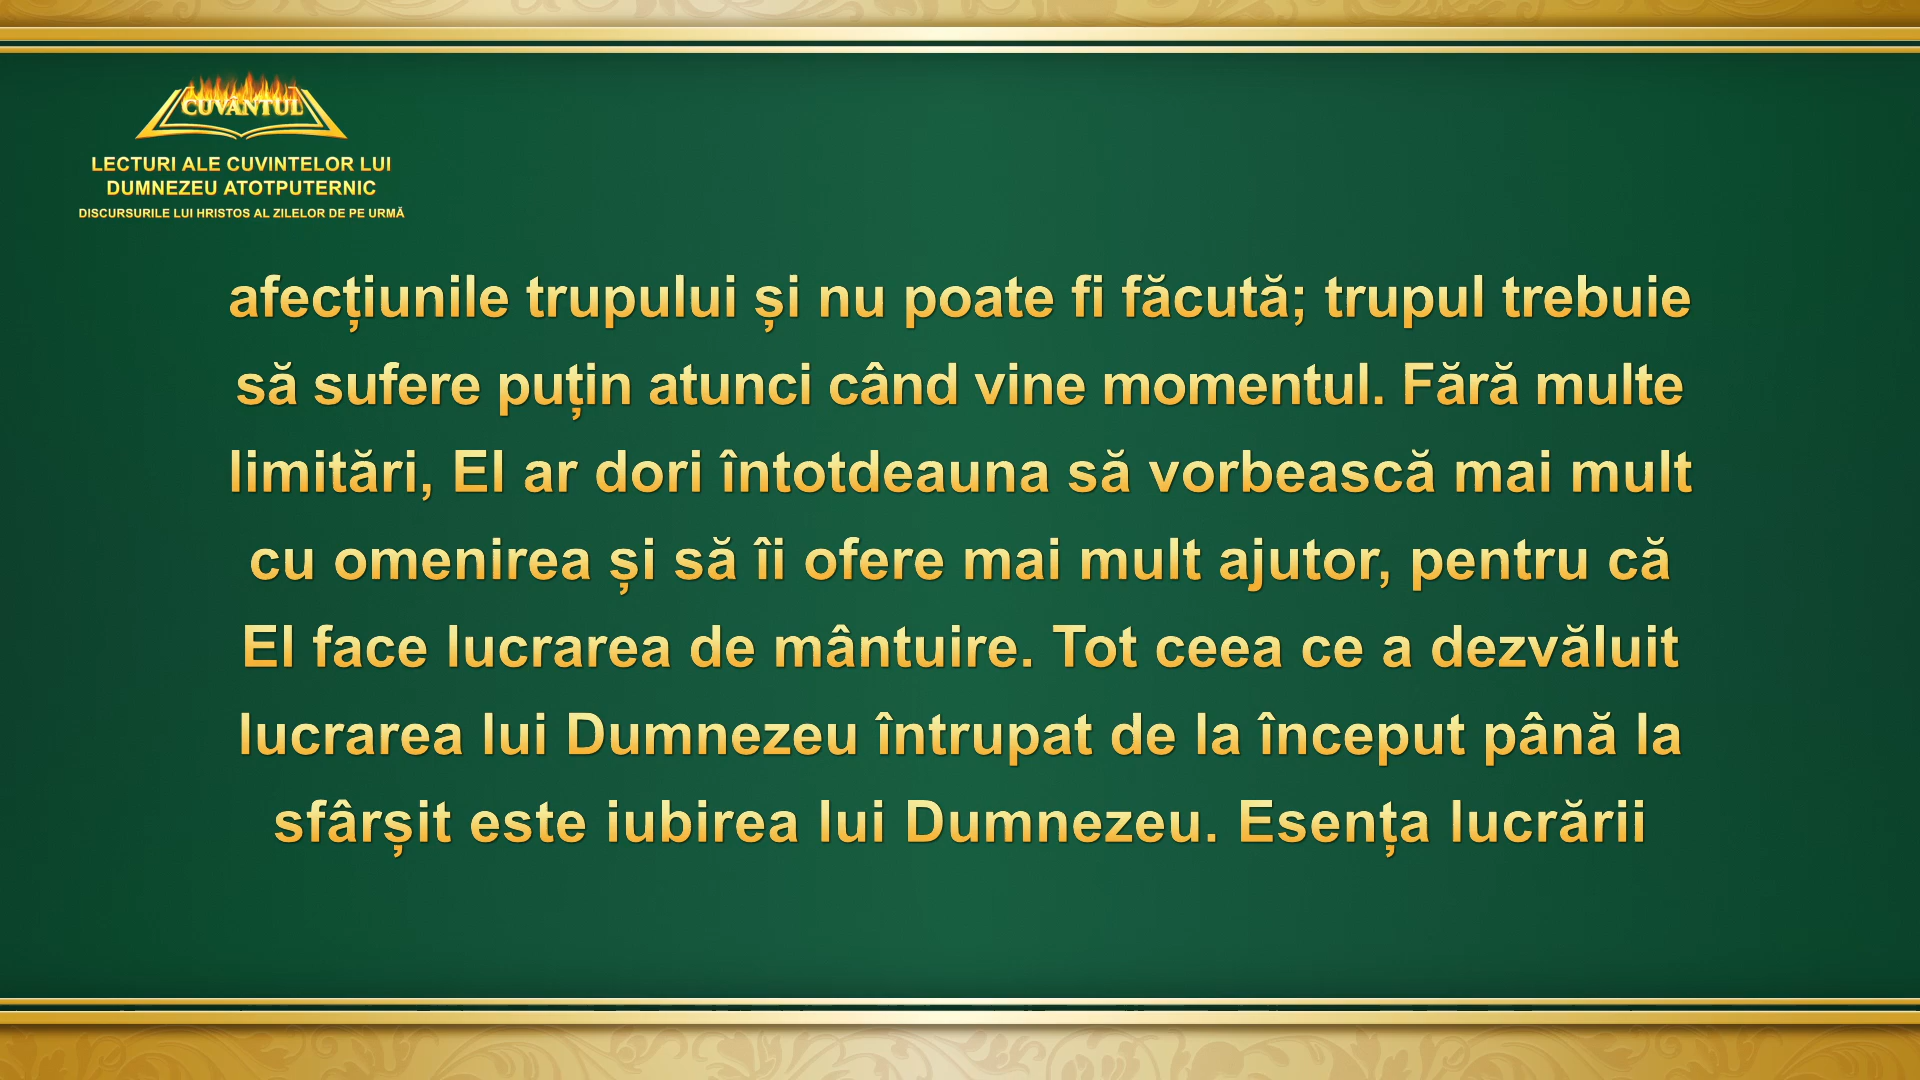 CUVÂNTUL
LECTURI ALE CUVINTELOR LUI
DUMNEZEU ATOTPUTERNIC
DISCURSURILE LUI HRISTOS AL ZILELOR DE PE URMĂ
afecțiunile trupului și nu poate fi făcută; trupul trebuie
să sufere puțin atunci când vine momentul. Fără multe
limitări, El ar dori întotdeauna să vorbească mai mult
cu omenirea și să îi ofere mai mult ajutor, pentru că
El face lucrarea de mântuire. Tot ceea ce a dezvăluit
lucrarea lui Dumnezeu întrupat de la început până la
sfârșit este iubirea lui Dumnezeu. Esența lucrării